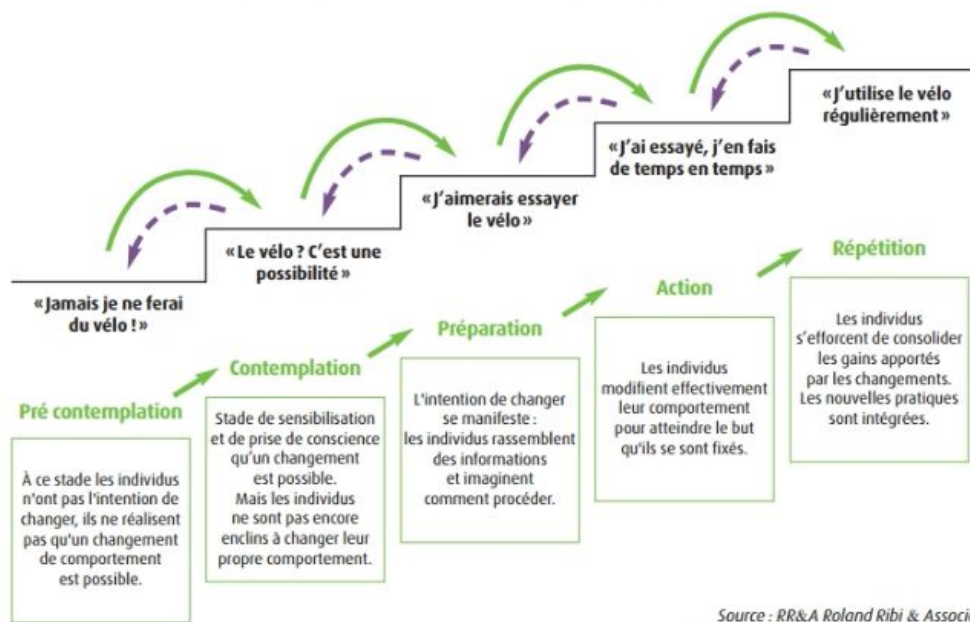 « Jamais je ne ferai
du vélo ! »
« Le vélo ? C'est une
possibilité »
« J'aimerais essayer
le vélo »
« J'ai essayé, j'en fais
de temps en temps »
« J'utilise le vélo
régulièrement »
Pré contemplation
À ce stade les individus
n'ont pas l'intention de
changer, ils ne réalisent
pas qu'un changement
de comportement
est possible.
Contemplation
Stade de sensibilisation
et de prise de conscience
qu'un changement
est possible.
Mais les individus
ne sont pas encore
enclins à changer leur
propre comportement.
Préparation
L'intention de changer
se manifeste :
les individus rassemblent
des informations
et imaginent
comment procéder.
Action
Les individus
modifient effectivement
leur comportement
pour atteindre le but
qu'ils se sont fixés.
Répétition
Les individus
s'efforcent de consolider
les gains apportés
par les changements.
Les nouvelles pratiques
sont intégrées.
Source : RR&A Roland Ribi & Associ